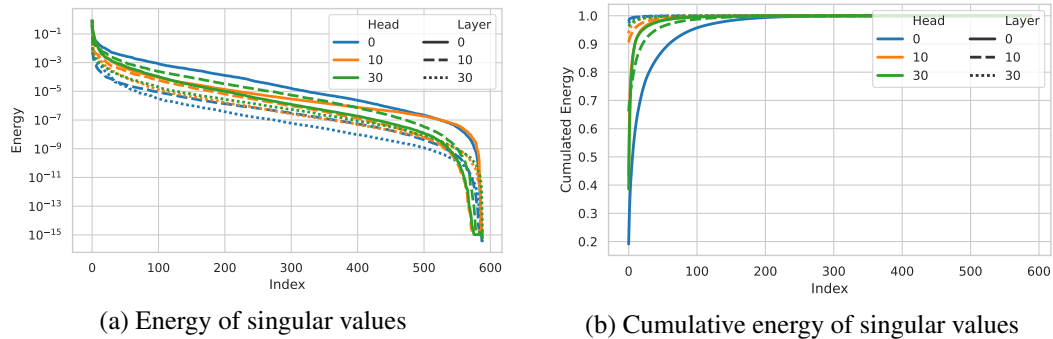 Head Layer
0 0
10 10
30 30
10⁻¹
10⁻³
10⁻⁵
10⁻⁷
10⁻⁹
10⁻¹¹
10⁻¹³
10⁻¹⁵
Energy
0 100 200 300 400 500 600
Index
(a) Energy of singular values
Head Layer
0 0
10 10
30 30
1.0
0.9
0.8
0.7
0.6
0.5
0.4
0.3
0.2
Cumulated Energy
0 100 200 300 400 500 600
Index
(b) Cumulative energy of singular values